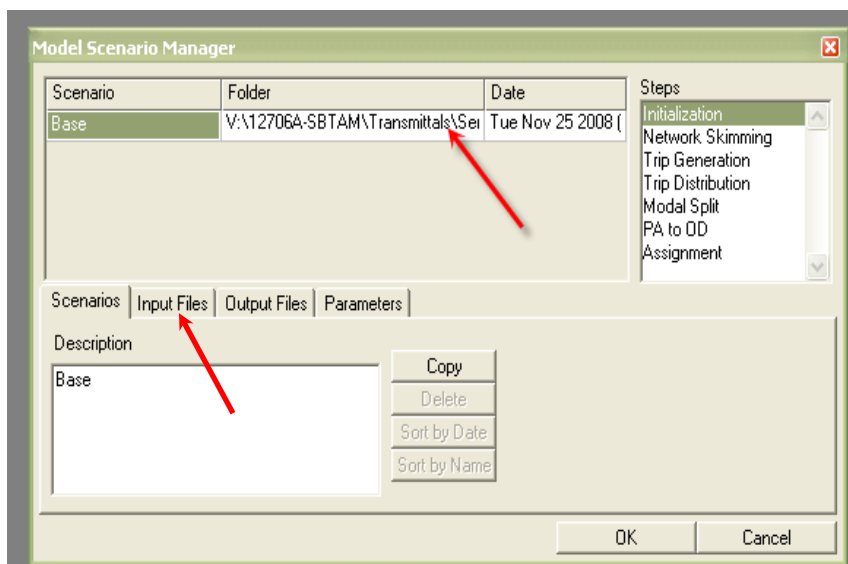 Model Scenario Manager
Scenario Folder Date
Base V:\12706A-SBTAM\Transmittals\Sei Tue Nov 25 2008 (
Steps
Initialization
Network Skimming
Trip Generation
Trip Distribution
Modal Split
PA to OD
Assignment
Scenarios Input Files Output Files Parameters
Description
Base
Copy
Delete
Sort by Date
Sort by Name
OK Cancel